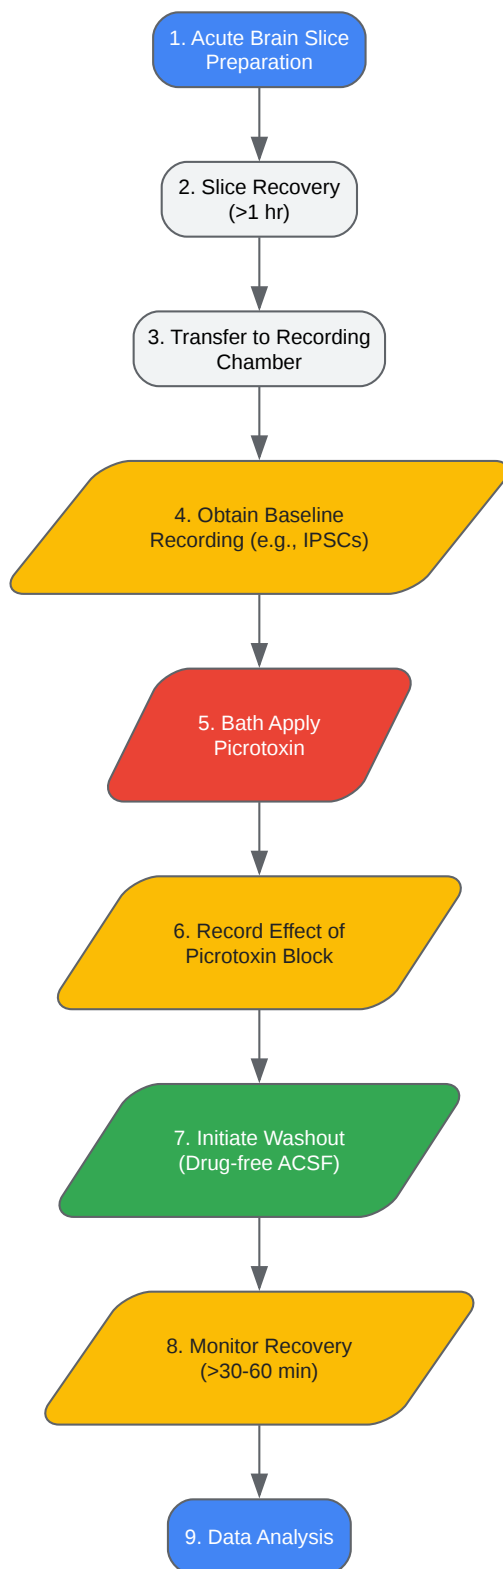 1. Acute Brain Slice
Preparation
2. Slice Recovery
(>1 hr)
3. Transfer to Recording
Chamber
4. Obtain Baseline
Recording (e.g., IPSCs)
5. Bath Apply
Picrotoxin
6. Record Effect of
Picrotoxin Block
7. Initiate Washout
(Drug-free ACSF)
8. Monitor Recovery
(>30-60 min)
9. Data Analysis